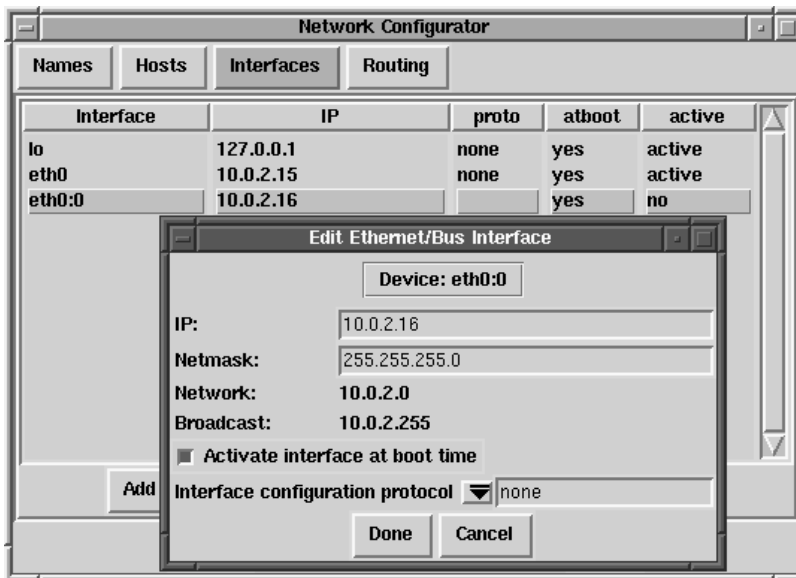 Network Configurator
Names Hosts Interfaces Routing
Interface IP proto atboot active
lo 127.0.0.1 none yes active
eth0 10.0.2.15 none yes active
eth0:0 10.0.2.16 yes no
Edit Ethernet/Bus Interface
Device: eth0:0
IP: 10.0.2.16
Netmask: 255.255.255.0
Network: 10.0.2.0
Broadcast: 10.0.2.255
Activate interface at boot time
Add
Interface configuration protocol none
Done Cancel